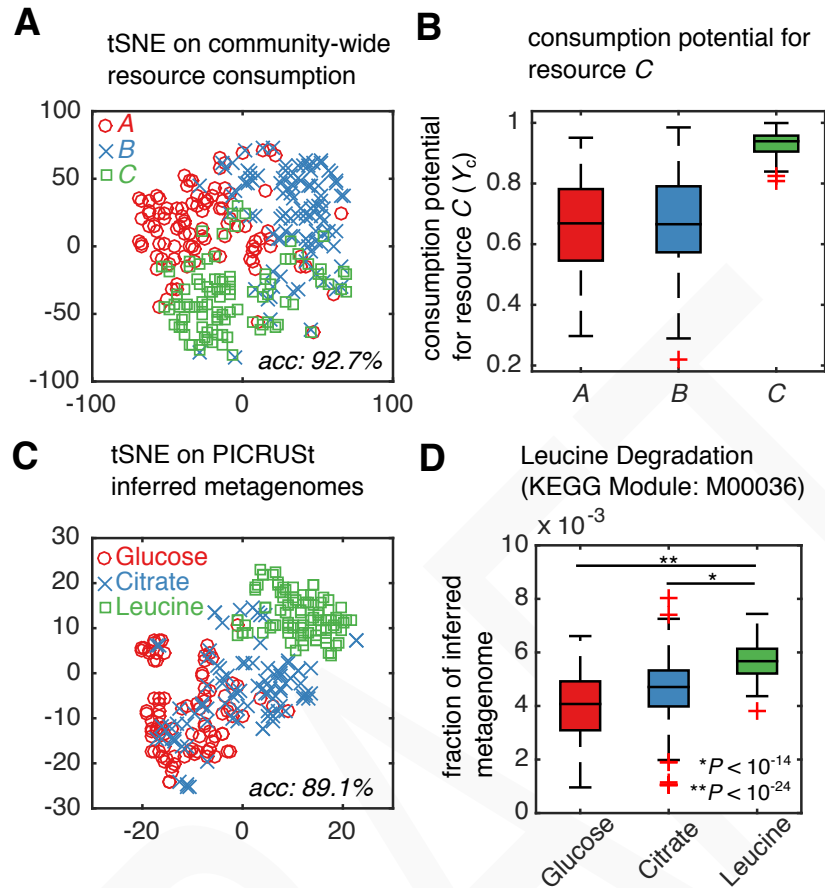 A
tSNE on community-wide
resource consumption
100
50
0
-50
-100
-100
0
100
A
B
C
acc: 92.7%
B
consumption potential for
resource C
consumption potential
for resource C (Yc)
1
0.8
0.6
0.4
0.2
A
B
C
C
tSNE on PICRUSt
inferred metagenomes
30
20
10
0
-10
-20
-30
-20
0
20
Glucose
Citrate
Leucine
acc: 89.1%
D
Leucine Degradation
(KEGG Module: M00036)
x 10-3
fraction of inferred
metagenome
10
8
6
4
2
0
**
*
*P < 10-14
**P < 10-24
Glucose
Citrate
Leucine